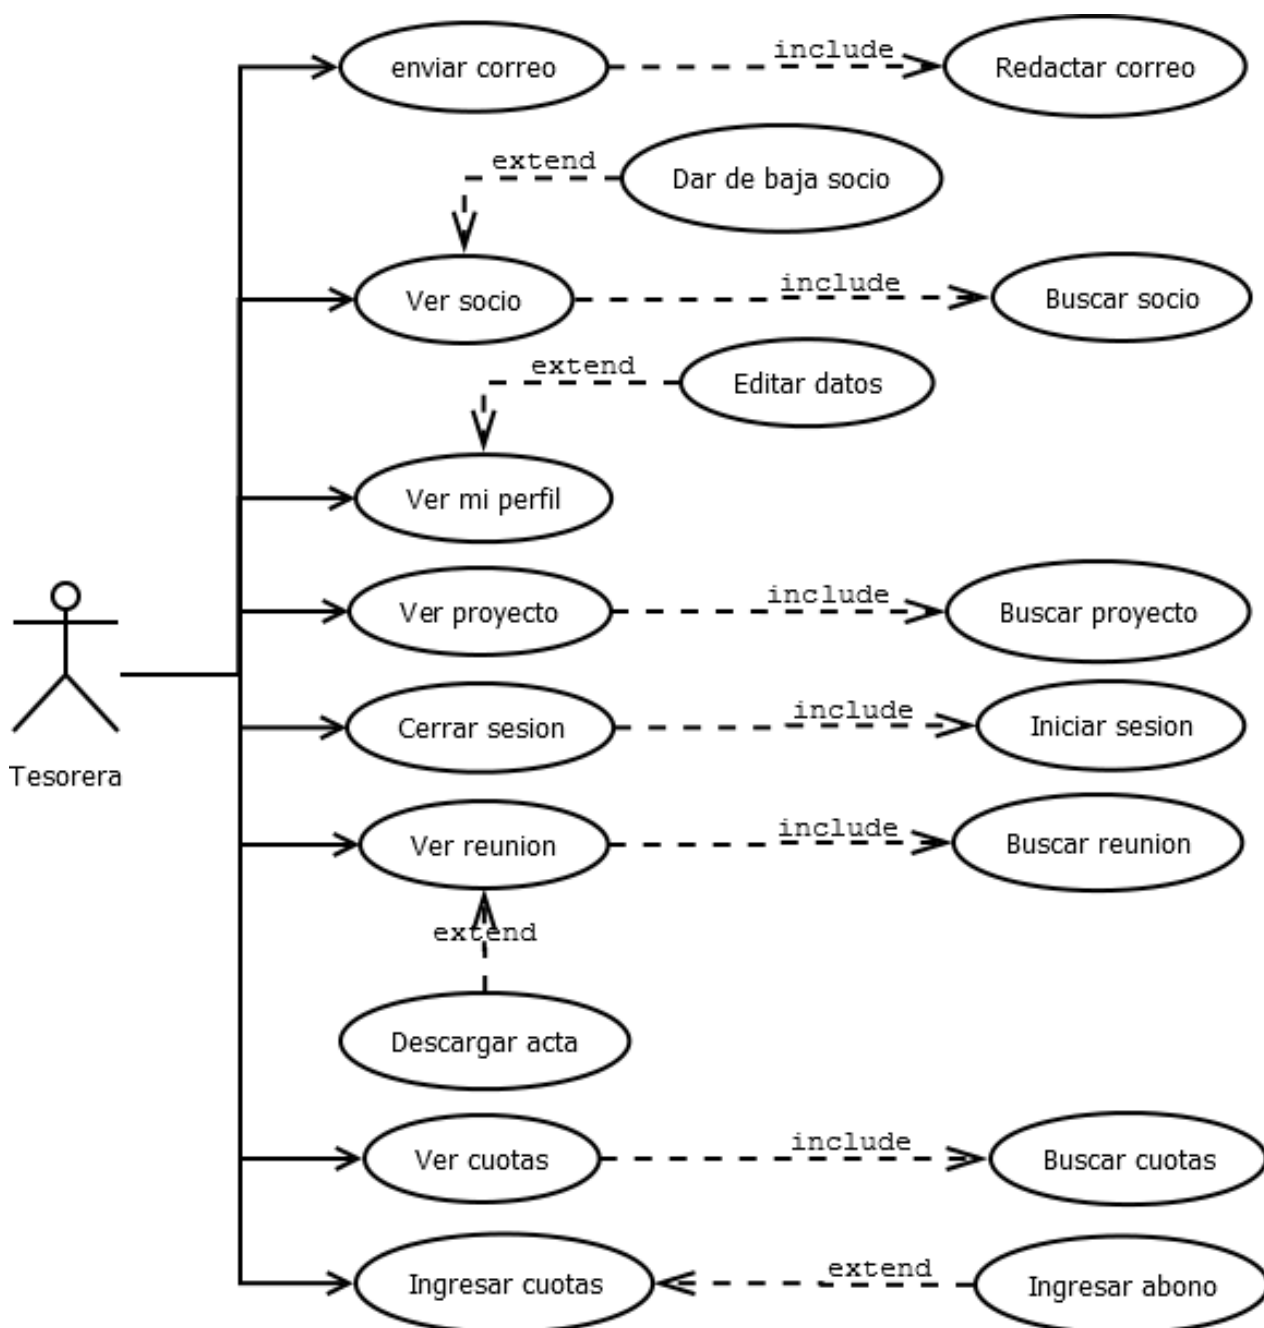 enviar correo
include
Redactar correo
extend
Dar de baja socio
Ver socio
include
Buscar socio
extend
Editar datos
Ver mi perfil
Ver proyecto
include
Buscar proyecto
Cerrar sesion
include
Iniciar sesion
Tesorera
Ver reunion
include
Buscar reunion
extend
Descargar acta
Ver cuotas
include
Buscar cuotas
Ingresar cuotas
extend
Ingresar abono